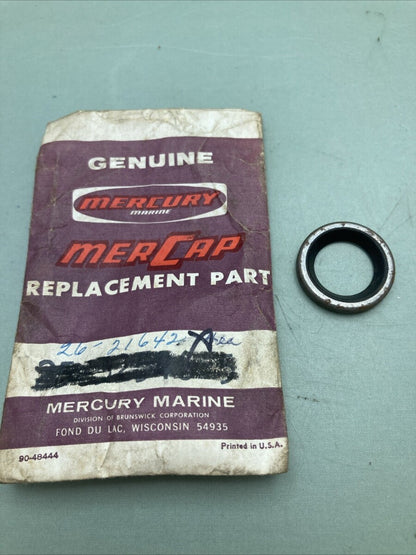 GENUINE
MERCURY
MARINE
MERCAP
REPLACEMENT PART
26-21642
MERCURY MARINE
DIVISION OF BRUNSWICK CORPORATION
FOND DU LAC, WISCONSIN 54935
90-48444 Printed in U.S.A.